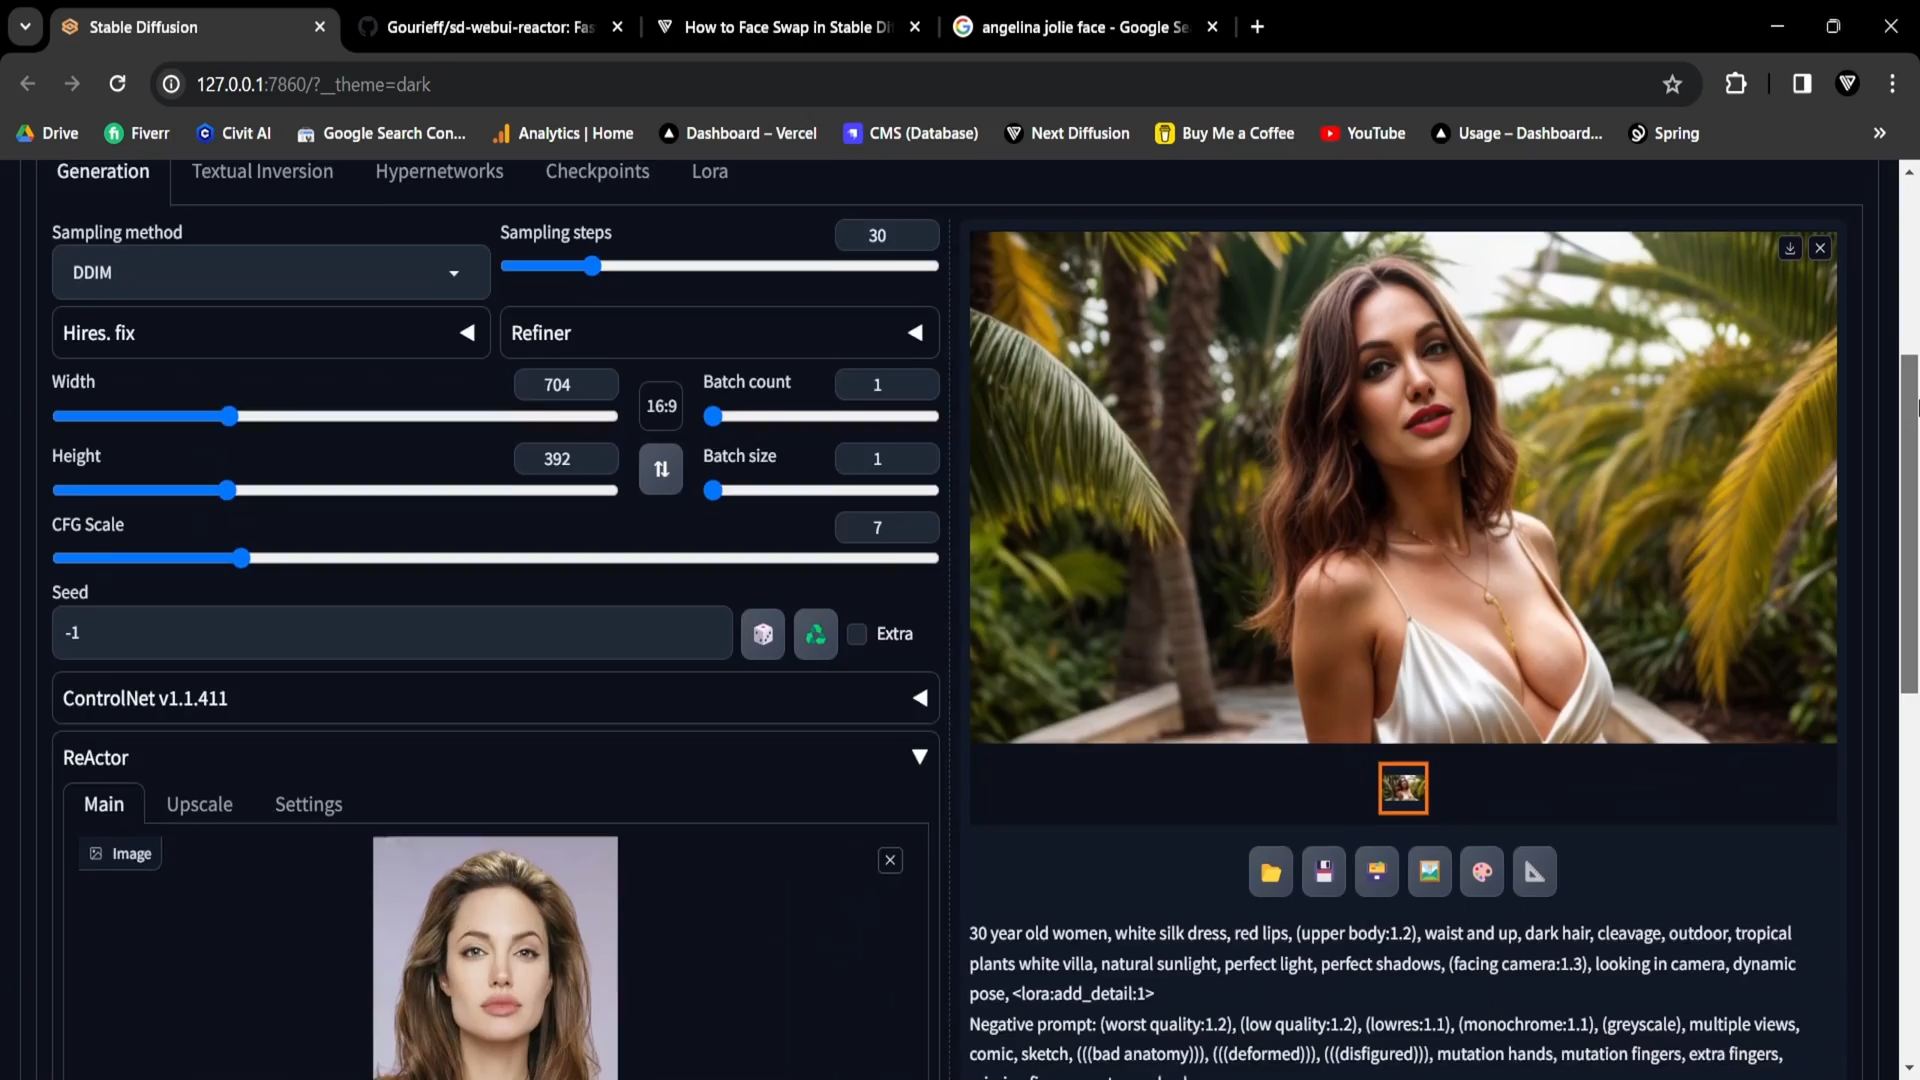 Stable Diffusion
Gourieff/sd-webui-reactor: Fas
How to Face Swap in Stable Di
angelina jolie face - Google Se
127.0.0.1:7860/?__theme=dark
Drive
Fiverr
Civit AI
Google Search Con...
Analytics | Home
Dashboard – Vercel
CMS (Database)
Next Diffusion
Buy Me a Coffee
YouTube
Usage – Dashboard...
Spring
Generation
Textual Inversion
Hypernetworks
Checkpoints
Lora
Sampling method
Sampling steps
30
DDIM
Hires. fix
Refiner
Width
704
16:9
Batch count
1
Height
392
Batch size
1
CFG Scale
7
Seed
-1
Extra
ControlNet v1.1.411
ReActor
Main
Upscale
Settings
Image
30 year old women, white silk dress, red lips, (upper body:1.2), waist and up, dark hair, cleavage, outdoor, tropical
plants white villa, natural sunlight, perfect light, perfect shadows, (facing camera:1.3), looking in camera, dynamic
pose, <lora:add_detail:1>
Negative prompt: (worst quality:1.2), (low quality:1.2), (lowres:1.1), (monochrome:1.1), (greyscale), multiple views,
comic, sketch, (((bad anatomy))), (((deformed))), (((disfigured))), mutation hands, mutation fingers, extra fingers,